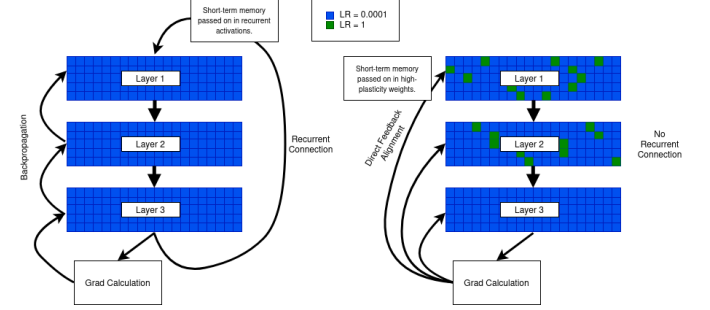 Short-term memory
passed on in recurrent
activations.
Layer 1
Layer 2
Layer 3
Backpropagation
Recurrent
Connection
Grad Calculation
LR = 0.0001
LR = 1
Short-term memory
passed on in high-
plasticity weights.
Layer 1
Direct Feedback
Alignment
Layer 2
No
Recurrent
Connection
Layer 3
Grad Calculation